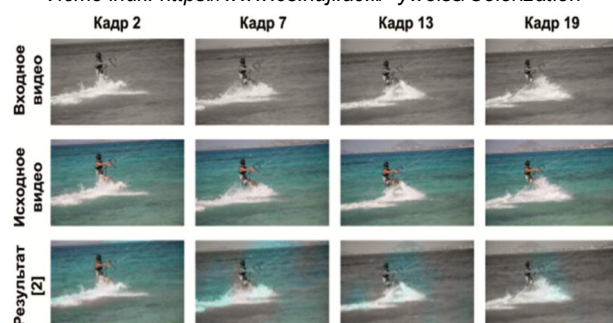 Кадр 2 Кадр 7 Кадр 13 Кадр 19
Входное
видео
Исходное
видео
Результат
[2]